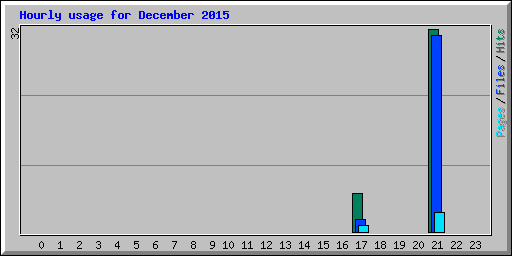 Hourly usage for December 2015
32
Pages/Files/Hits
0 1 2 3 4 5 6 7 8 9 10 11 12 13 14 15 16 17 18 19 20 21 22 23